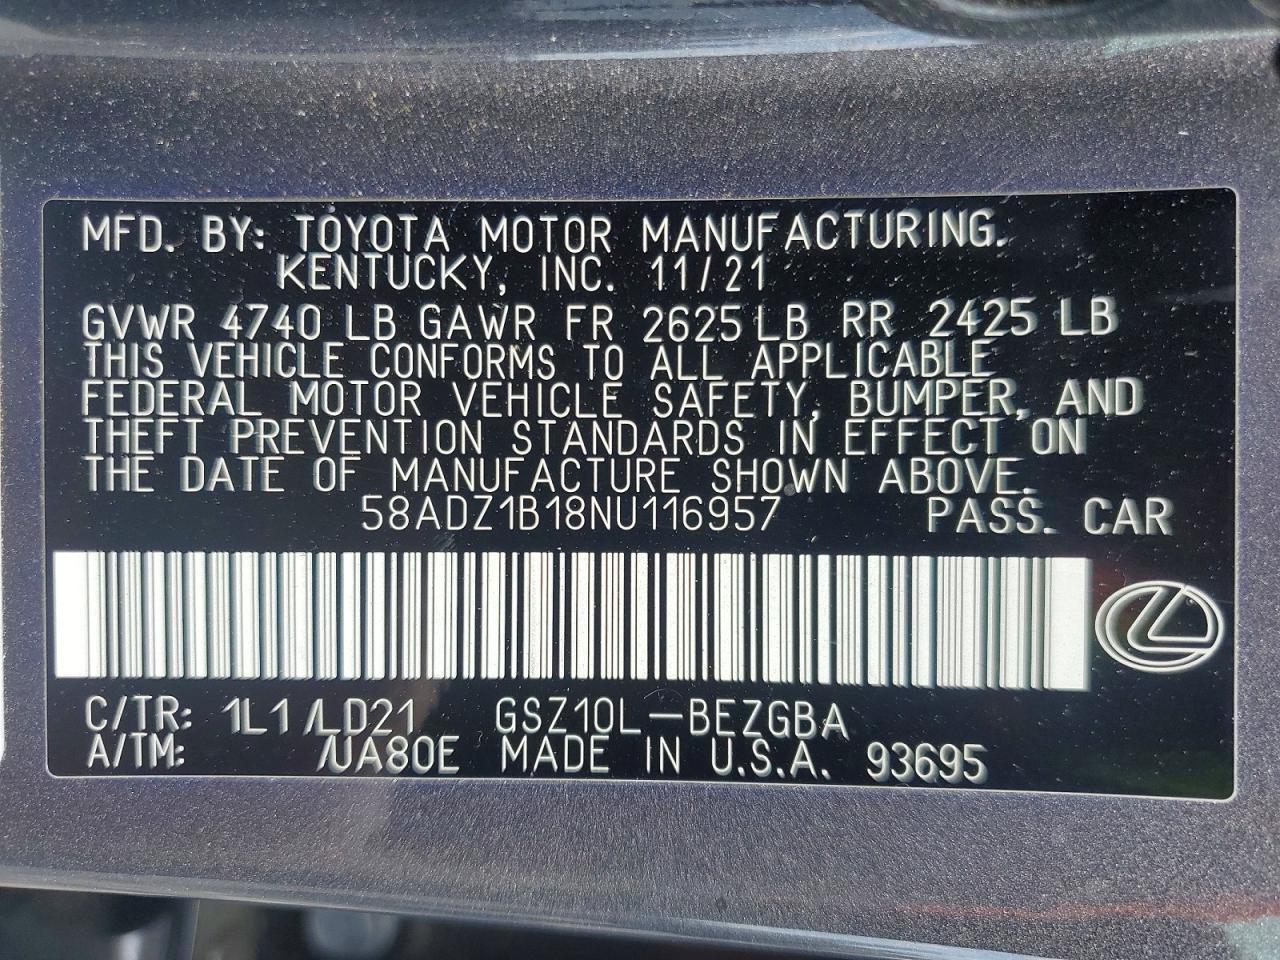 MFD. BY: TOYOTA MOTOR MANUFACTURING.
KENTUCKY, INC. 11/21
GVWR 4740 LB GAWR FR 2625 LB RR 2425 LB
THIS VEHICLE CONFORMS TO ALL APPLICABLE
FEDERAL MOTOR VEHICLE SAFETY, BUMPER, AND
THEFT PREVENTION STANDARDS IN EFFECT ON
THE DATE OF MANUFACTURE SHOWN ABOVE.
58ADZ1B18NU116957 PASS. CAR
C/TR: 1L1 /LD21 GSZ10L-BEZGBA
A/TM: /UA80E MADE IN U.S.A. 93695